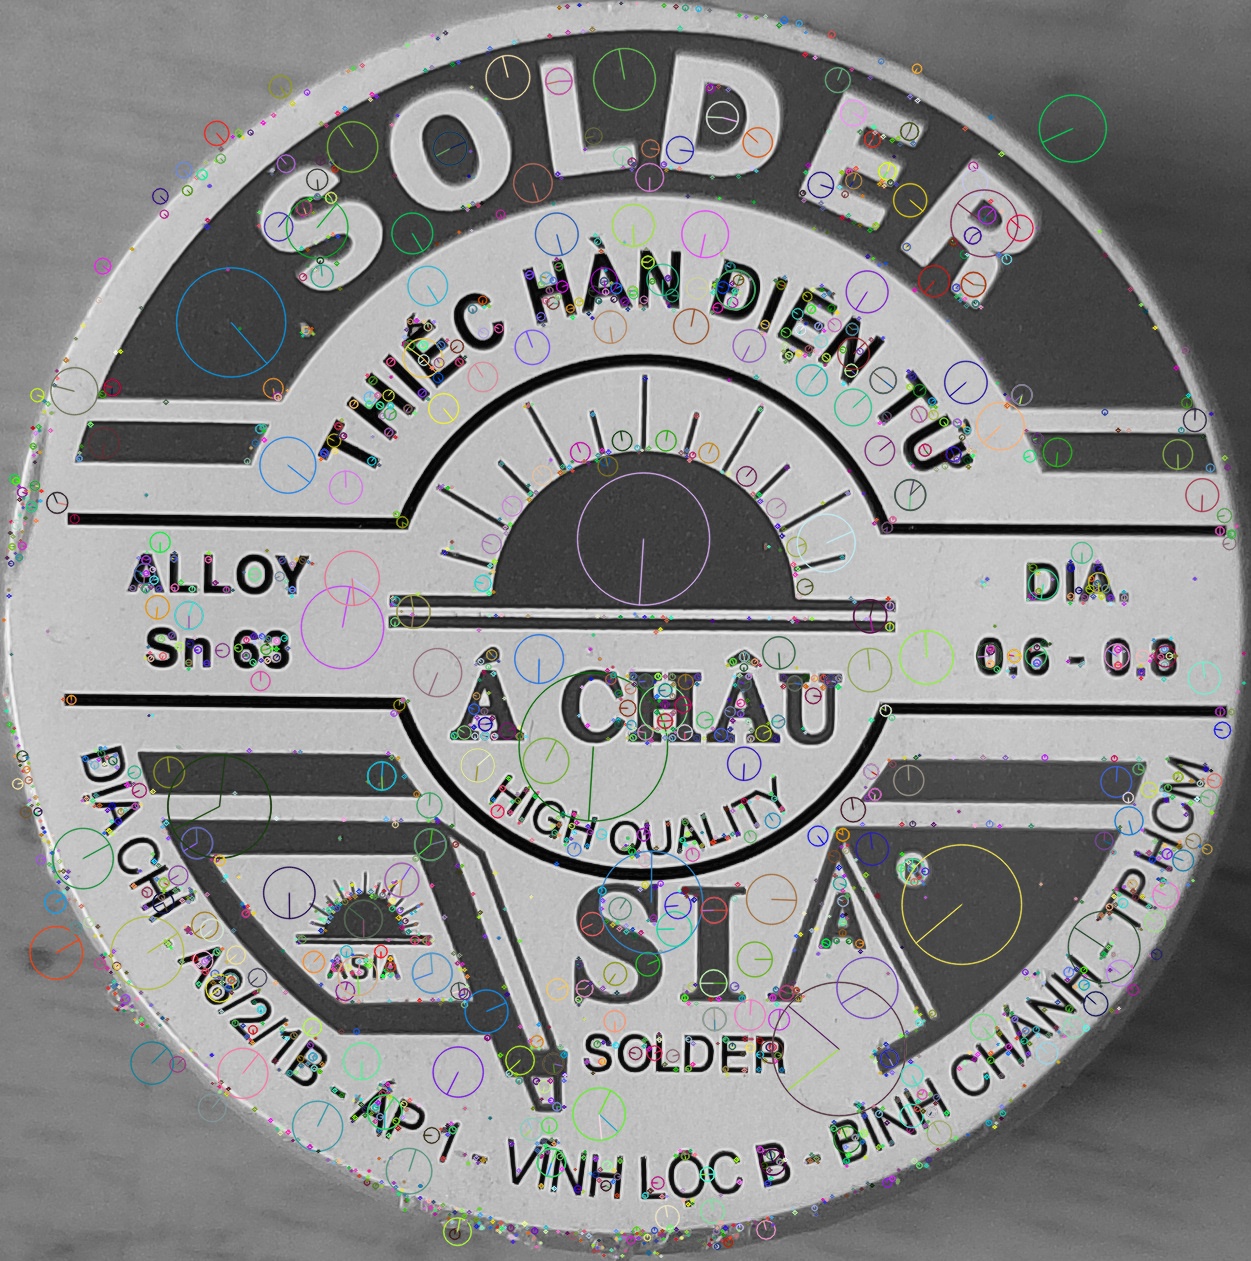 SOLDER
THIẾC HÀN ĐIỆN TỬ
ALLOY
Sn 63
DIA
0.6 - 0.8
Á CHÂU
HIGH QUALITY
ASIA
STA
SOLDER
ĐỊA CHỈ A8/2/1B - ẤP 1 - VĨNH LỘC B - BÌNH CHÁNH TP.HCM